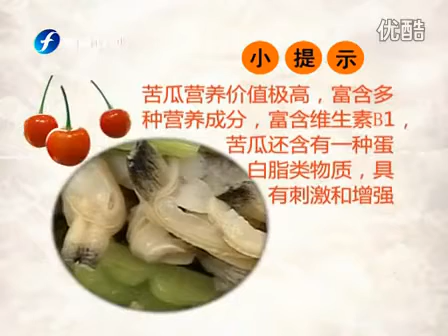 优酷
小提示
苦瓜营养价值极高，富含多
种营养成分，富含维生素B1，
苦瓜还含有一种蛋
白脂类物质，具
有刺激和增强